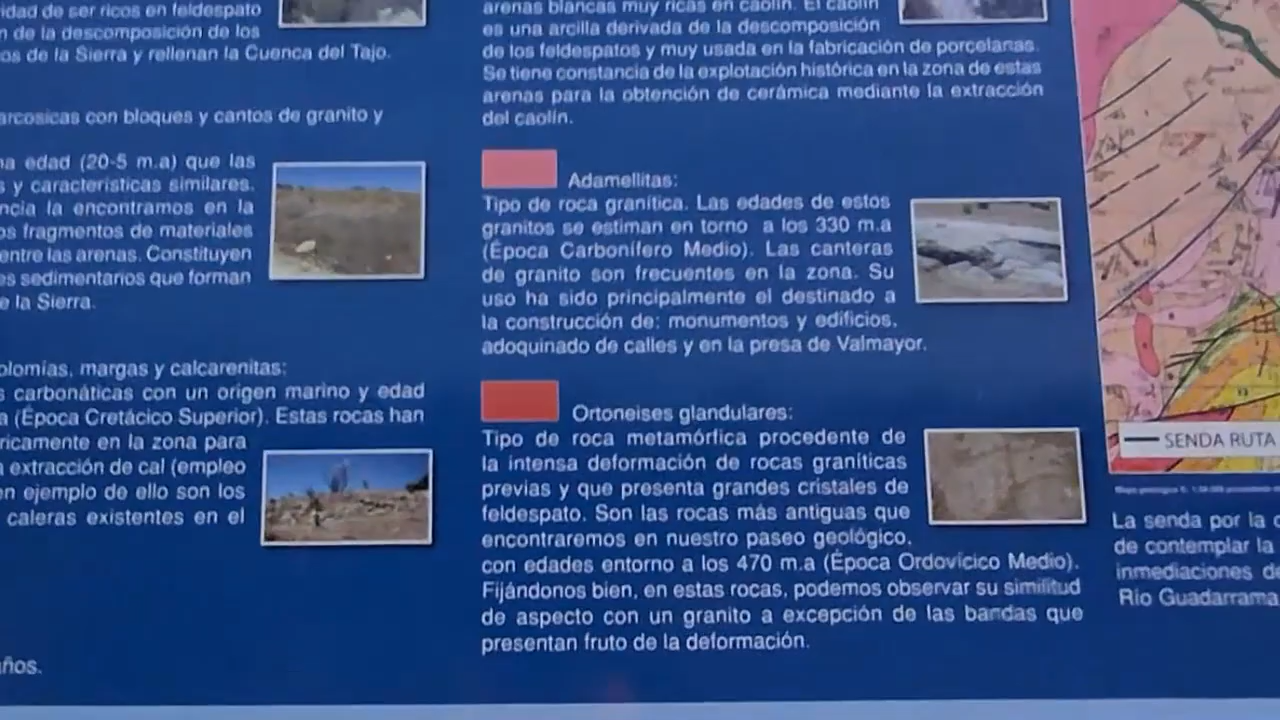 idad de ser ricos en feldespato
n de la descomposición de los
os de la Sierra y rellenan la Cuenca del Tajo.
arcosicas con bloques y cantos de granito y
na edad (20-5 m.a) que las
s y características similares.
ncia la encontramos en la
os fragmentos de materiales
entre las arenas. Constituyen
es sedimentarios que forman
e la Sierra.
olomías, margas y calcarenitas:
s carbonáticas con un origen marino y edad
a (Época Cretácico Superior). Estas rocas han
ricamente en la zona para
a extracción de cal (empleo
en ejemplo de ello son los
caleras existentes en el
ños.
arenas blancas muy ricas en caolín. El caolín
es una arcilla derivada de la descomposición
de los feldespatos y muy usada en la fabricación de porcelanas.
Se tiene constancia de la explotación histórica en la zona de estas
arenas para la obtención de cerámica mediante la extracción
del caolín.
Adamellitas:
Tipo de roca granítica. Las edades de estos
granitos se estiman en torno a los 330 m.a
(Época Carbonífero Medio). Las canteras
de granito son frecuentes en la zona. Su
uso ha sido principalmente el destinado a
la construcción de: monumentos y edificios,
adoquinado de calles y en la presa de Valmayor.
Ortoneises glandulares:
Tipo de roca metamórfica procedente de
la intensa deformación de rocas graníticas
previas y que presenta grandes cristales de
feldespato. Son las rocas más antiguas que
encontraremos en nuestro paseo geológico,
con edades entorno a los 470 m.a (Época Ordovícico Medio).
Fijándonos bien, en estas rocas, podemos observar su similitud
de aspecto con un granito a excepción de las bandas que
presentan fruto de la deformación.
SENDA RUTA
La senda por la
de contemplar la
inmediaciones de
Río Guadarrama